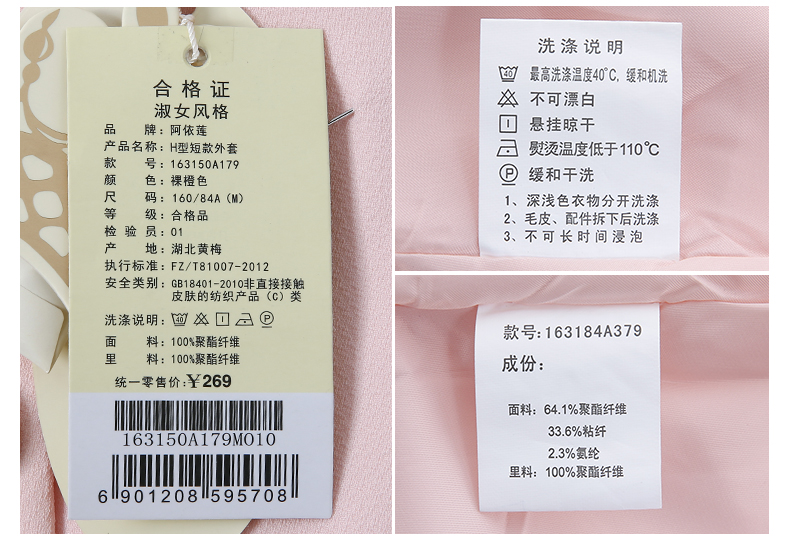 合格证
淑女风格
品 牌:阿依莲
产品名称:H型短款外套
款 号:163150A179
颜 色:裸橙色
尺 码:160/84A(M)
等 级:合格品
检 验 员:01
产 地:湖北黄梅
执行标准:FZ/T81007-2012
安全类别:GB18401-2010非直接接触
皮肤的纺织产品(C)类
洗涤说明:
面 料:100%聚酯纤维
里 料:100%聚酯纤维
统一零售价:¥269
163150A179M010
6 901208 595708
洗涤说明
40 最高洗涤温度40℃, 缓和机洗
不可漂白
悬挂晾干
熨烫温度低于110℃
P 缓和干洗
1、深浅色衣物分开洗涤
2、毛皮、配件拆下后洗涤
3、不可长时间浸泡
款号:163184A379
成份:
面料:64.1%聚酯纤维
33.6%粘纤
2.3%氨纶
里料:100%聚酯纤维